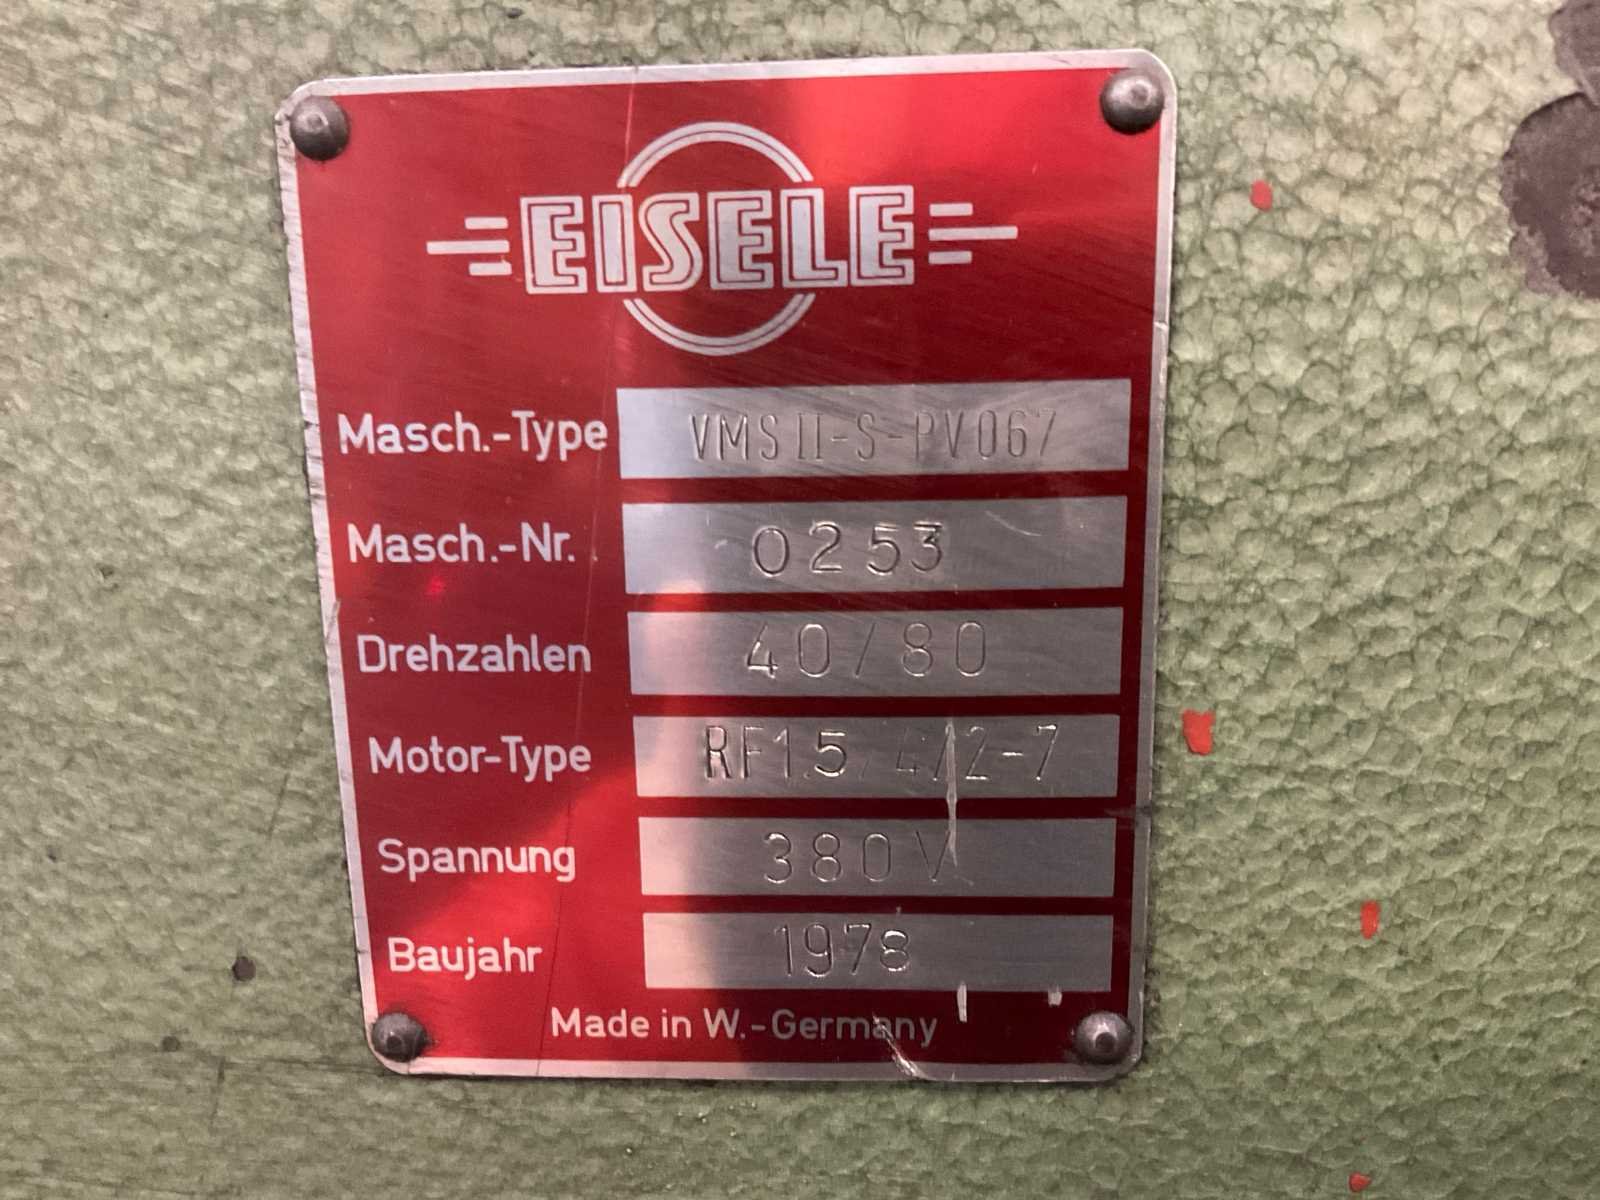 EISELE
Masch.-Type VMS II-S-PV067
Masch.-Nr. 0253
Drehzahlen 40/80
Motor-Type RF1.5/4/2-7
Spannung 380V
Baujahr 1978
Made in W.-Germany